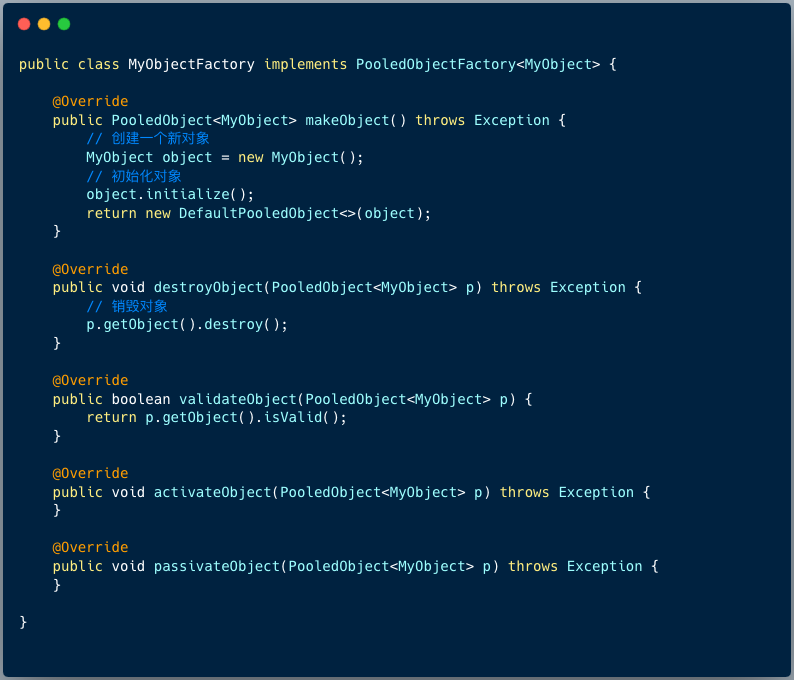 public class MyObjectFactory implements PooledObjectFactory<MyObject> {
@Override
public PooledObject<MyObject> makeObject() throws Exception {
// 创建一个新对象
MyObject object = new MyObject();
// 初始化对象
object.initialize();
return new DefaultPooledObject<>(object);
}
@Override
public void destroyObject(PooledObject<MyObject> p) throws Exception {
// 销毁对象
p.getObject().destroy();
}
@Override
public boolean validateObject(PooledObject<MyObject> p) {
return p.getObject().isValid();
}
@Override
public void activateObject(PooledObject<MyObject> p) throws Exception {
}
@Override
public void passivateObject(PooledObject<MyObject> p) throws Exception {
}
}